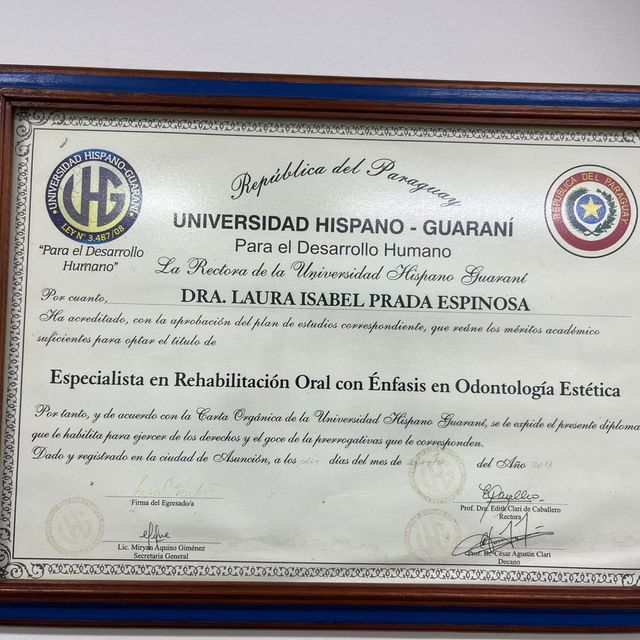 República del Paraguay
UNIVERSIDAD HISPANO-GUARANÍ
UHG
LEY N° 3.487/08
"Para el Desarrollo
Humano"
REPÚBLICA DEL PARAGUAY
UNIVERSIDAD HISPANO - GUARANÍ
Para el Desarrollo Humano
La Rectora de la Universidad Hispano Guaraní
Por cuanto, DRA. LAURA ISABEL PRADA ESPINOSA
Ha acreditado, con la aprobación del plan de estudios correspondiente, que reúne los méritos académico
suficientes para optar el título de
Especialista en Rehabilitación Oral con Énfasis en Odontología Estética
Por tanto, y de acuerdo con la Carta Orgánica de la Universidad Hispano Guaraní, se le expide el presente diploma
que le habilita para ejercer de los derechos y el goce de la prerrogativas que le corresponden.
Dado y registrado en la ciudad de Asunción, a los días del mes de del Año
Firma del Egresado/a
Prof. Dra. Edith Clari de Caballero
Rectora
Lic. Miryan Aquino Giménez
Secretaria General
Prof. Dr. César Agustín Clari
Decano